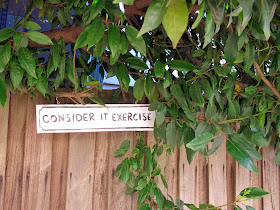 CONSIDER IT EXERCISE